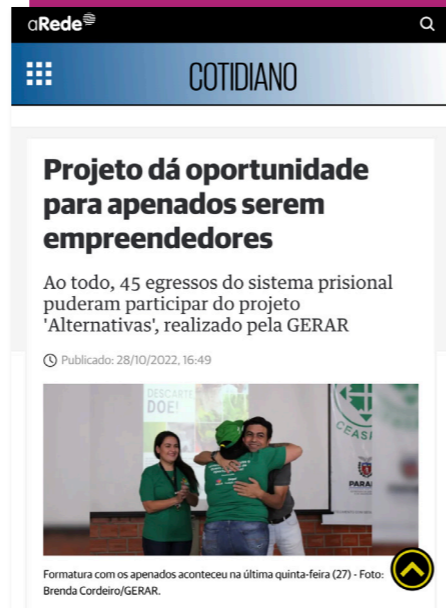 aRede
COTIDIANO
Projeto dá oportunidade
para apenados serem
empreendedores
Ao todo, 45 egressos do sistema prisional
puderam participar do projeto
'Alternativas', realizado pela GERAR
Publicado: 28/10/2022, 16:49
DESCARTE
DOE!
CEASP
PARANÁ
Formatura com os apenados aconteceu na última quinta-feira (27) - Foto:
Brenda Cordeiro/GERAR.